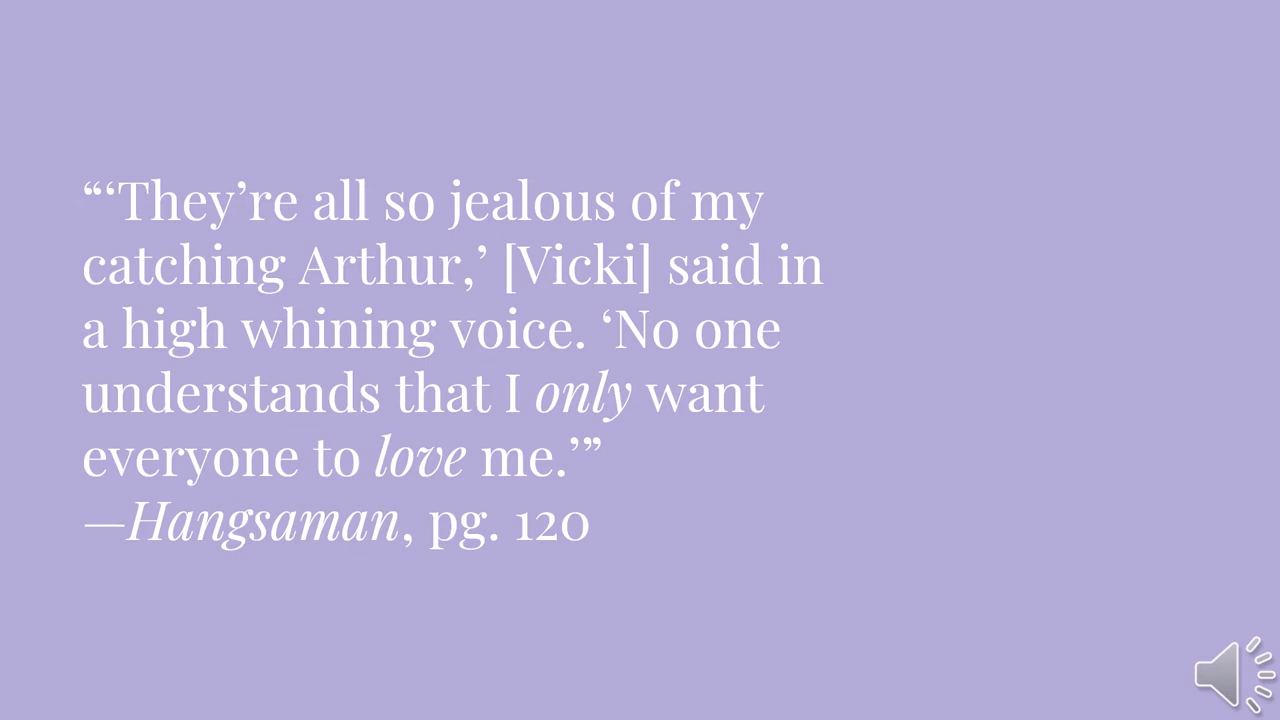 “‘They’re all so jealous of my
catching Arthur,’ [Vicki] said in
a high whining voice. ‘No one
understands that I only want
everyone to love me.’”
—Hangsaman, pg. 120